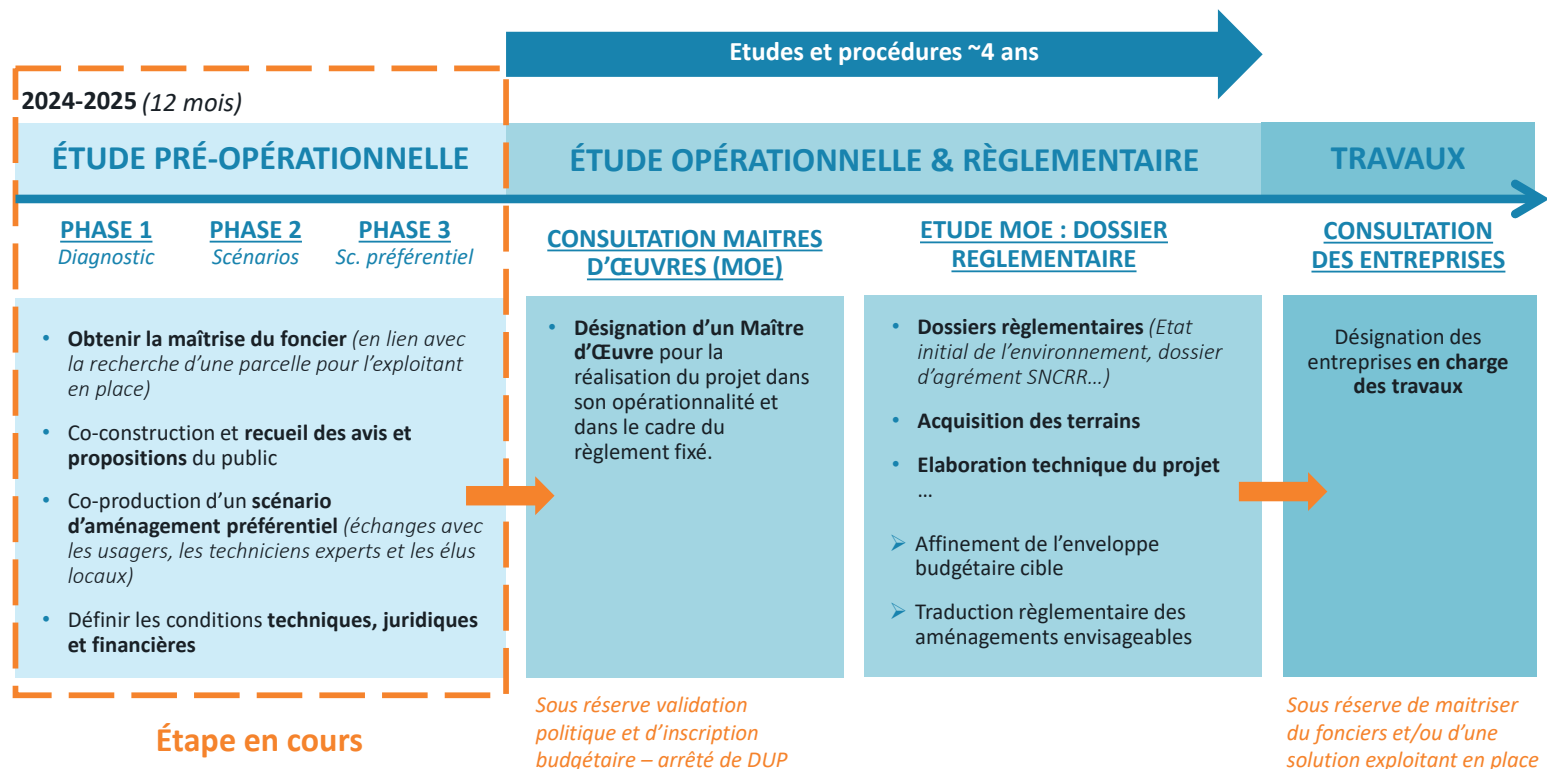 Etudes et procédures ~4 ans
2024-2025 (12 mois)
ÉTUDE PRÉ-OPÉRATIONNELLE
ÉTUDE OPÉRATIONNELLE & RÈGLEMENTAIRE
TRAVAUX
PHASE 1
Diagnostic
PHASE 2
Scénarios
PHASE 3
Sc. préférentiel
• Obtenir la maîtrise du foncier (en lien avec
la recherche d’une parcelle pour l’exploitant
en place)
• Co-construction et recueil des avis et
propositions du public
• Co-production d’un scénario
d’aménagement préférentiel (échanges avec
les usagers, les techniciens experts et les élus
locaux)
• Définir les conditions techniques, juridiques
et financières
Étape en cours
CONSULTATION MAITRES
D’ŒUVRES (MOE)
• Désignation d’un Maître
d’Œuvre pour la
réalisation du projet dans
son opérationnalité et
dans le cadre du
règlement fixé.
Sous réserve validation
politique et d’inscription
budgétaire – arrêté de DUP
ETUDE MOE : DOSSIER
REGLEMENTAIRE
• Dossiers règlementaires (Etat
initial de l’environnement, dossier
d’agrément SNCRR…)
• Acquisition des terrains
• Elaboration technique du projet
…
➢ Affinement de l’enveloppe
budgétaire cible
➢ Traduction règlementaire des
aménagements envisageables
CONSULTATION
DES ENTREPRISES
Désignation des
entreprises en charge
des travaux
Sous réserve de maitriser
du fonciers et/ou d’une
solution exploitant en place